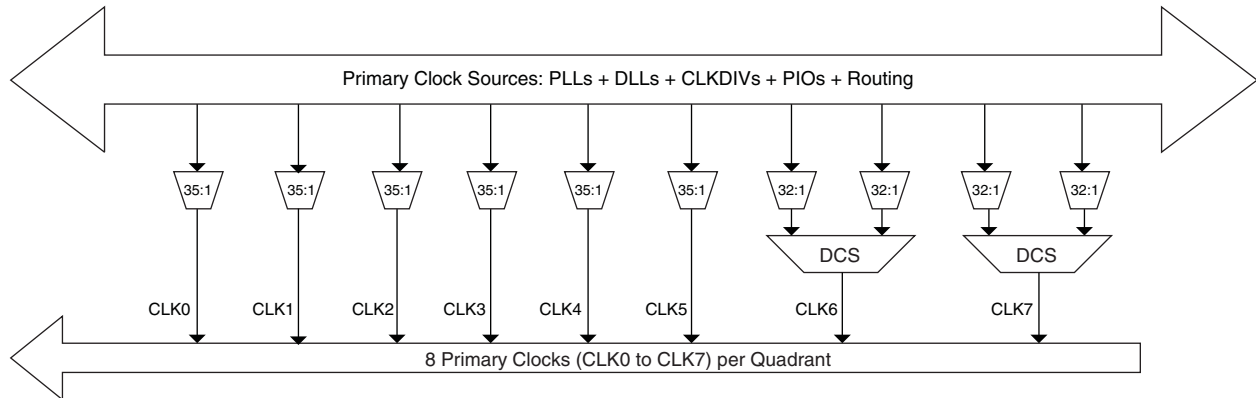 Primary Clock Sources: PLLs + DLLs + CLKDIVs + PIOs + Routing
35:1 35:1 35:1 35:1 35:1 35:1 32:1 32:1 32:1 32:1
DCS DCS
CLK0 CLK1 CLK2 CLK3 CLK4 CLK5 CLK6 CLK7
8 Primary Clocks (CLK0 to CLK7) per Quadrant